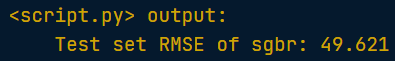 <script.py> output:
Test set RMSE of sgbr: 49.621